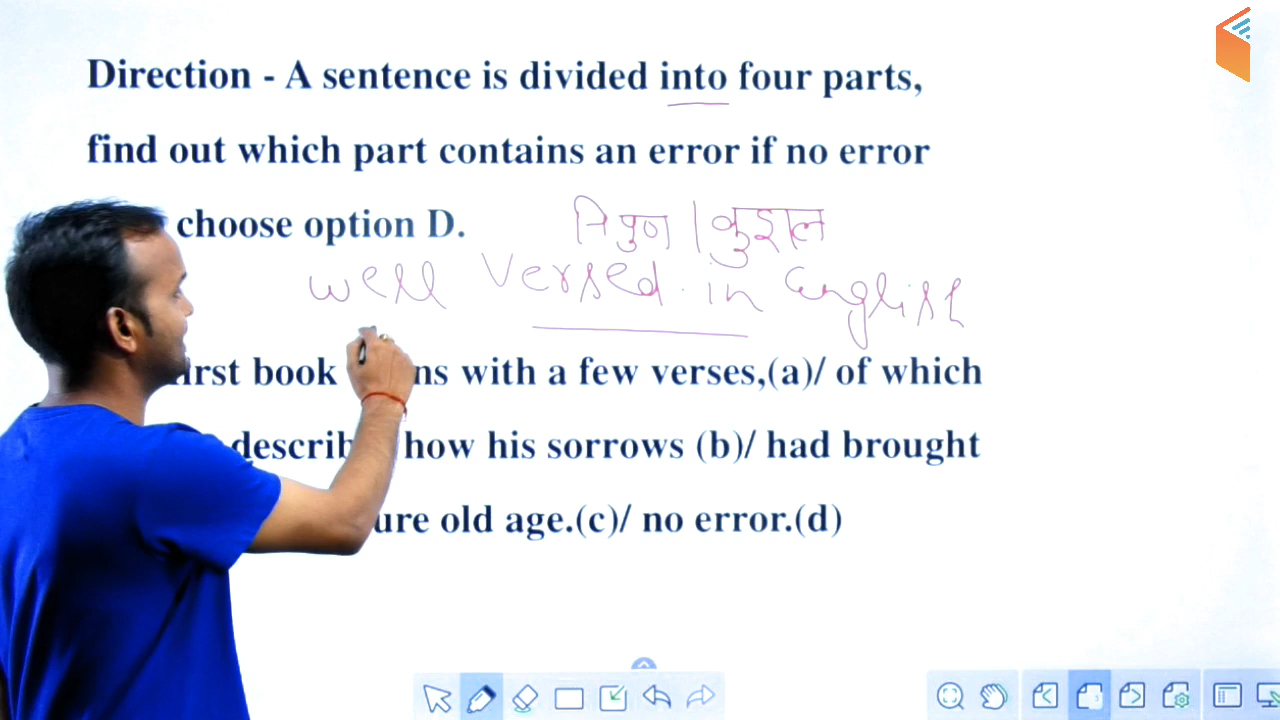 Direction - A sentence is divided into four parts,
find out which part contains an error if no error
choose option D.
निपुण | कुशल
well versed in English
irst book ns with a few verses,(a)/ of which
describ how his sorrows (b)/ had brought
ure old age.(c)/ no error.(d)